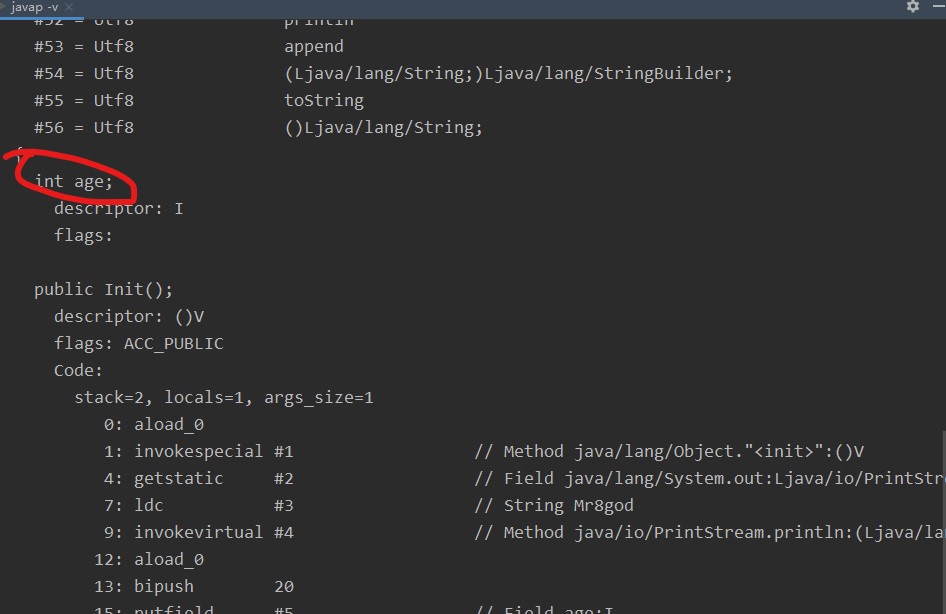 javap -v
#52 = Utf8 println
#53 = Utf8 append
#54 = Utf8 (Ljava/lang/String;)Ljava/lang/StringBuilder;
#55 = Utf8 toString
#56 = Utf8 ()Ljava/lang/String;
{
int age;
descriptor: I
flags:
public Init();
descriptor: ()V
flags: ACC_PUBLIC
Code:
stack=2, locals=1, args_size=1
0: aload_0
1: invokespecial #1 // Method java/lang/Object."<init>":()V
4: getstatic #2 // Field java/lang/System.out:Ljava/io/PrintStre
7: ldc #3 // String Mr8god
9: invokevirtual #4 // Method java/io/PrintStream.println:(Ljava/lan
12: aload_0
13: bipush 20
15: putfield #5 // Field age:I